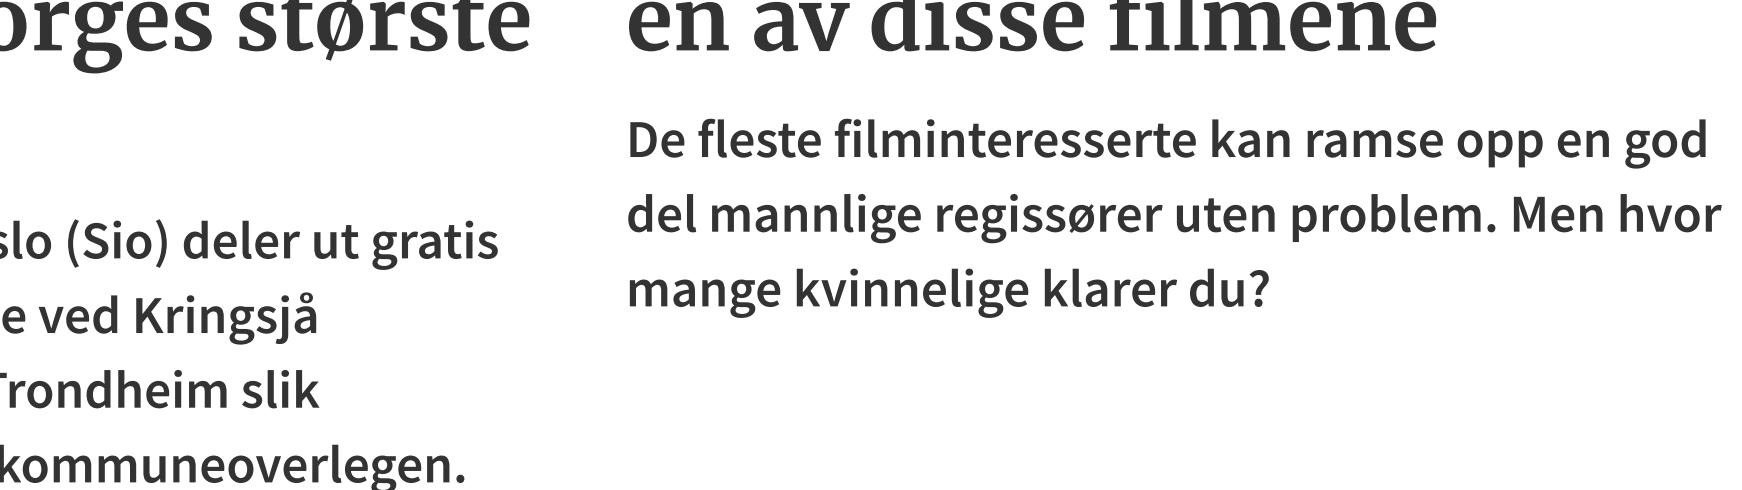 største
en av disse filmene
slo (Sio) deler ut gratis
e ved Kringsjå
Trondheim slik
kommuneoverlegen.
De fleste filminteresserte kan ramse opp en god
del mannlige regissører uten problem. Men hvor
mange kvinnelige klarer du?